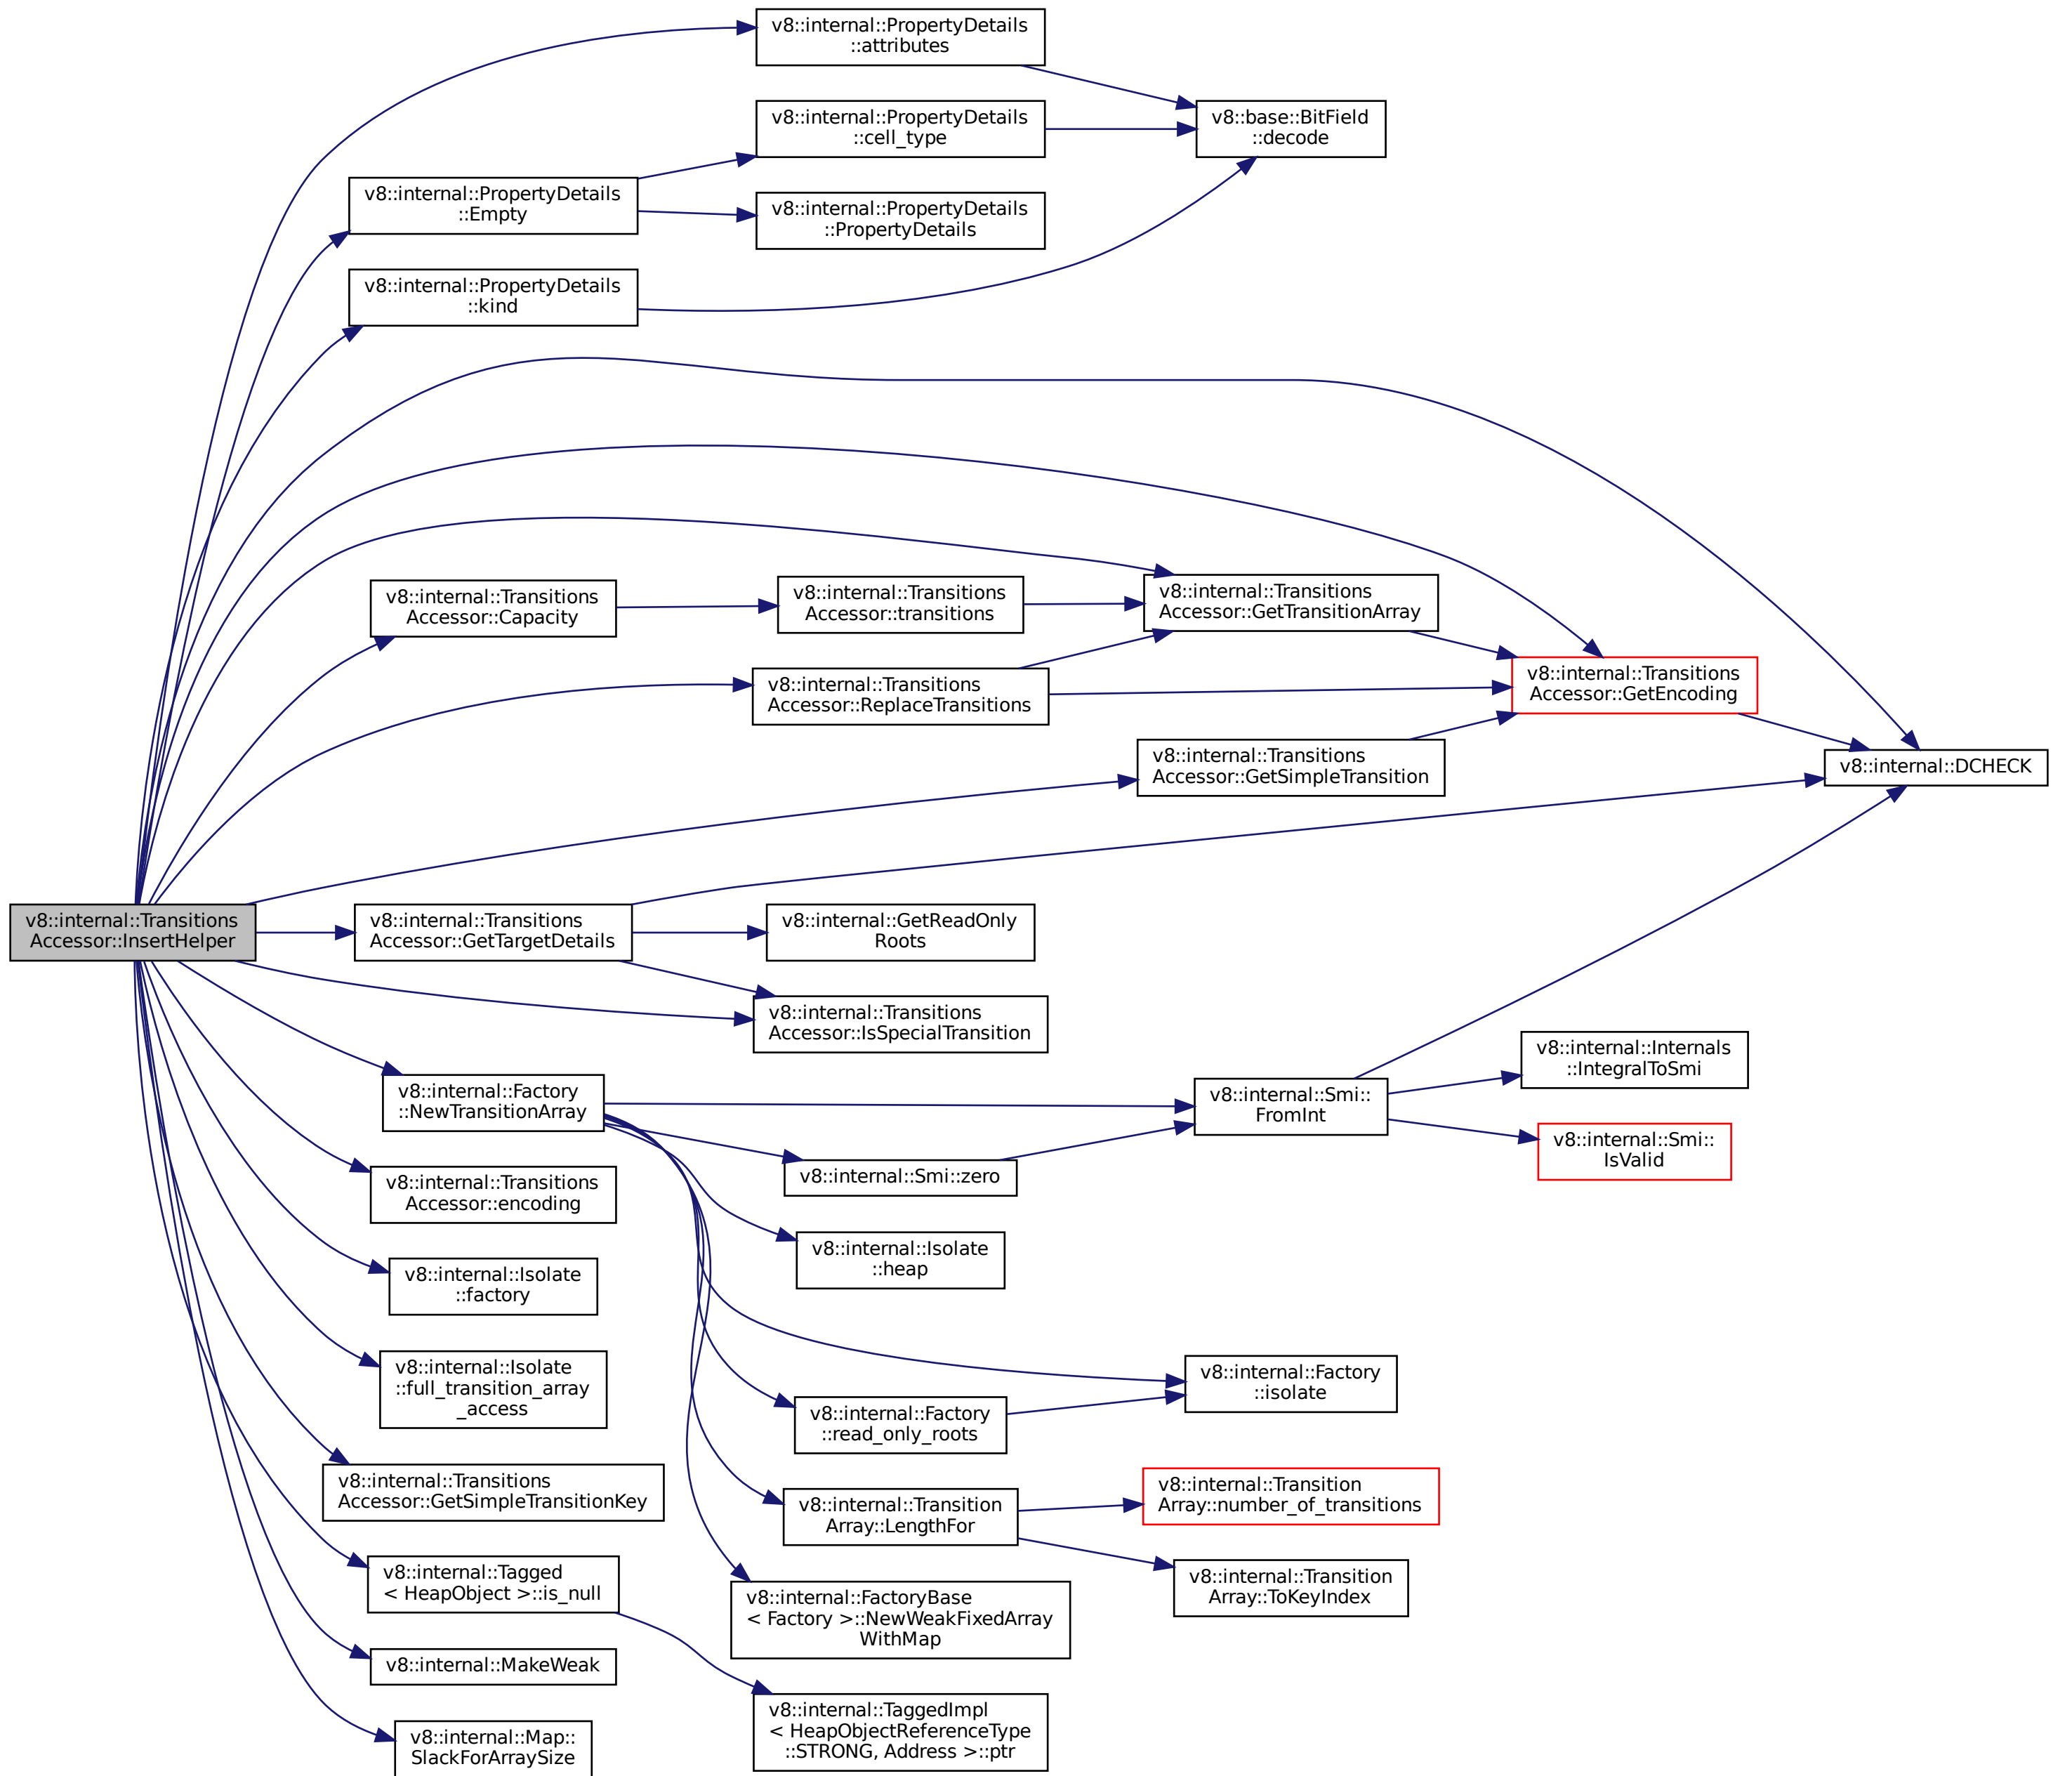 v8::internal::PropertyDetails
::attributes
v8::internal::PropertyDetails
::cell_type
v8::base::BitField
::decode
v8::internal::PropertyDetails
::Empty
v8::internal::PropertyDetails
::PropertyDetails
v8::internal::PropertyDetails
::kind
v8::internal::Transitions
Accessor::Capacity
v8::internal::Transitions
Accessor::transitions
v8::internal::Transitions
Accessor::GetTransitionArray
v8::internal::Transitions
Accessor::ReplaceTransitions
v8::internal::Transitions
Accessor::GetEncoding
v8::internal::Transitions
Accessor::GetSimpleTransition
v8::internal::DCHECK
v8::internal::Transitions
Accessor::InsertHelper
v8::internal::Transitions
Accessor::GetTargetDetails
v8::internal::GetReadOnly
Roots
v8::internal::Transitions
Accessor::IsSpecialTransition
v8::internal::Factory
::NewTransitionArray
v8::internal::Smi::
FromInt
v8::internal::Internals
::IntegralToSmi
v8::internal::Smi::
IsValid
v8::internal::Smi::zero
v8::internal::Transitions
Accessor::encoding
v8::internal::Isolate
::heap
v8::internal::Isolate
::factory
v8::internal::Isolate
::full_transition_array
_access
v8::internal::Factory
::isolate
v8::internal::Factory
::read_only_roots
v8::internal::Transitions
Accessor::GetSimpleTransitionKey
v8::internal::Transition
Array::LengthFor
v8::internal::Transition
Array::number_of_transitions
v8::internal::Transition
Array::ToKeyIndex
v8::internal::Tagged
< HeapObject >::is_null
v8::internal::FactoryBase
< Factory >::NewWeakFixedArray
WithMap
v8::internal::MakeWeak
v8::internal::TaggedImpl
< HeapObjectReferenceType
::STRONG, Address >::ptr
v8::internal::Map::
SlackForArraySize